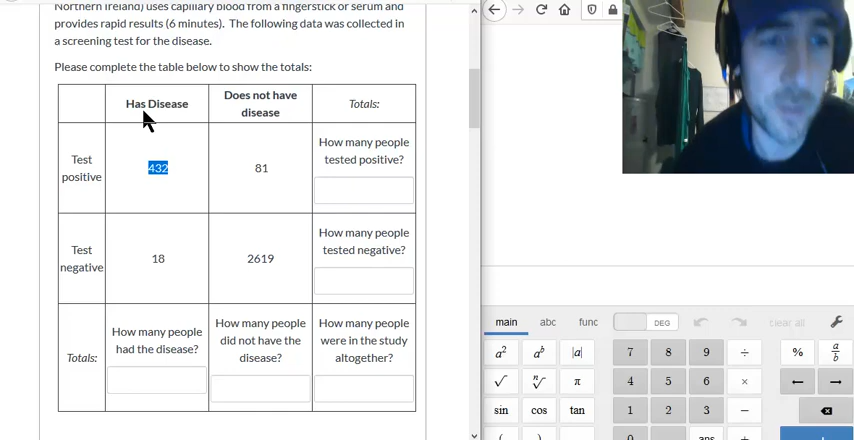 Northern Ireland) uses capillary blood from a fingerstick or serum and
provides rapid results (6 minutes). The following data was collected in
a screening test for the disease.
Please complete the table below to show the totals:
Has Disease
Does not have
disease
Totals:
Test
positive
432
81
How many people
tested positive?
Test
negative
18
2619
How many people
tested negative?
Totals:
How many people
had the disease?
How many people
did not have the
disease?
How many people
were in the study
altogether?
main abc func DEG clear all
a² aᵇ |a| 7 8 9 ÷ % a/b
√ ⁿ√ π 4 5 6 × ← →
sin cos tan 1 2 3 −
( ) 0 . ans +